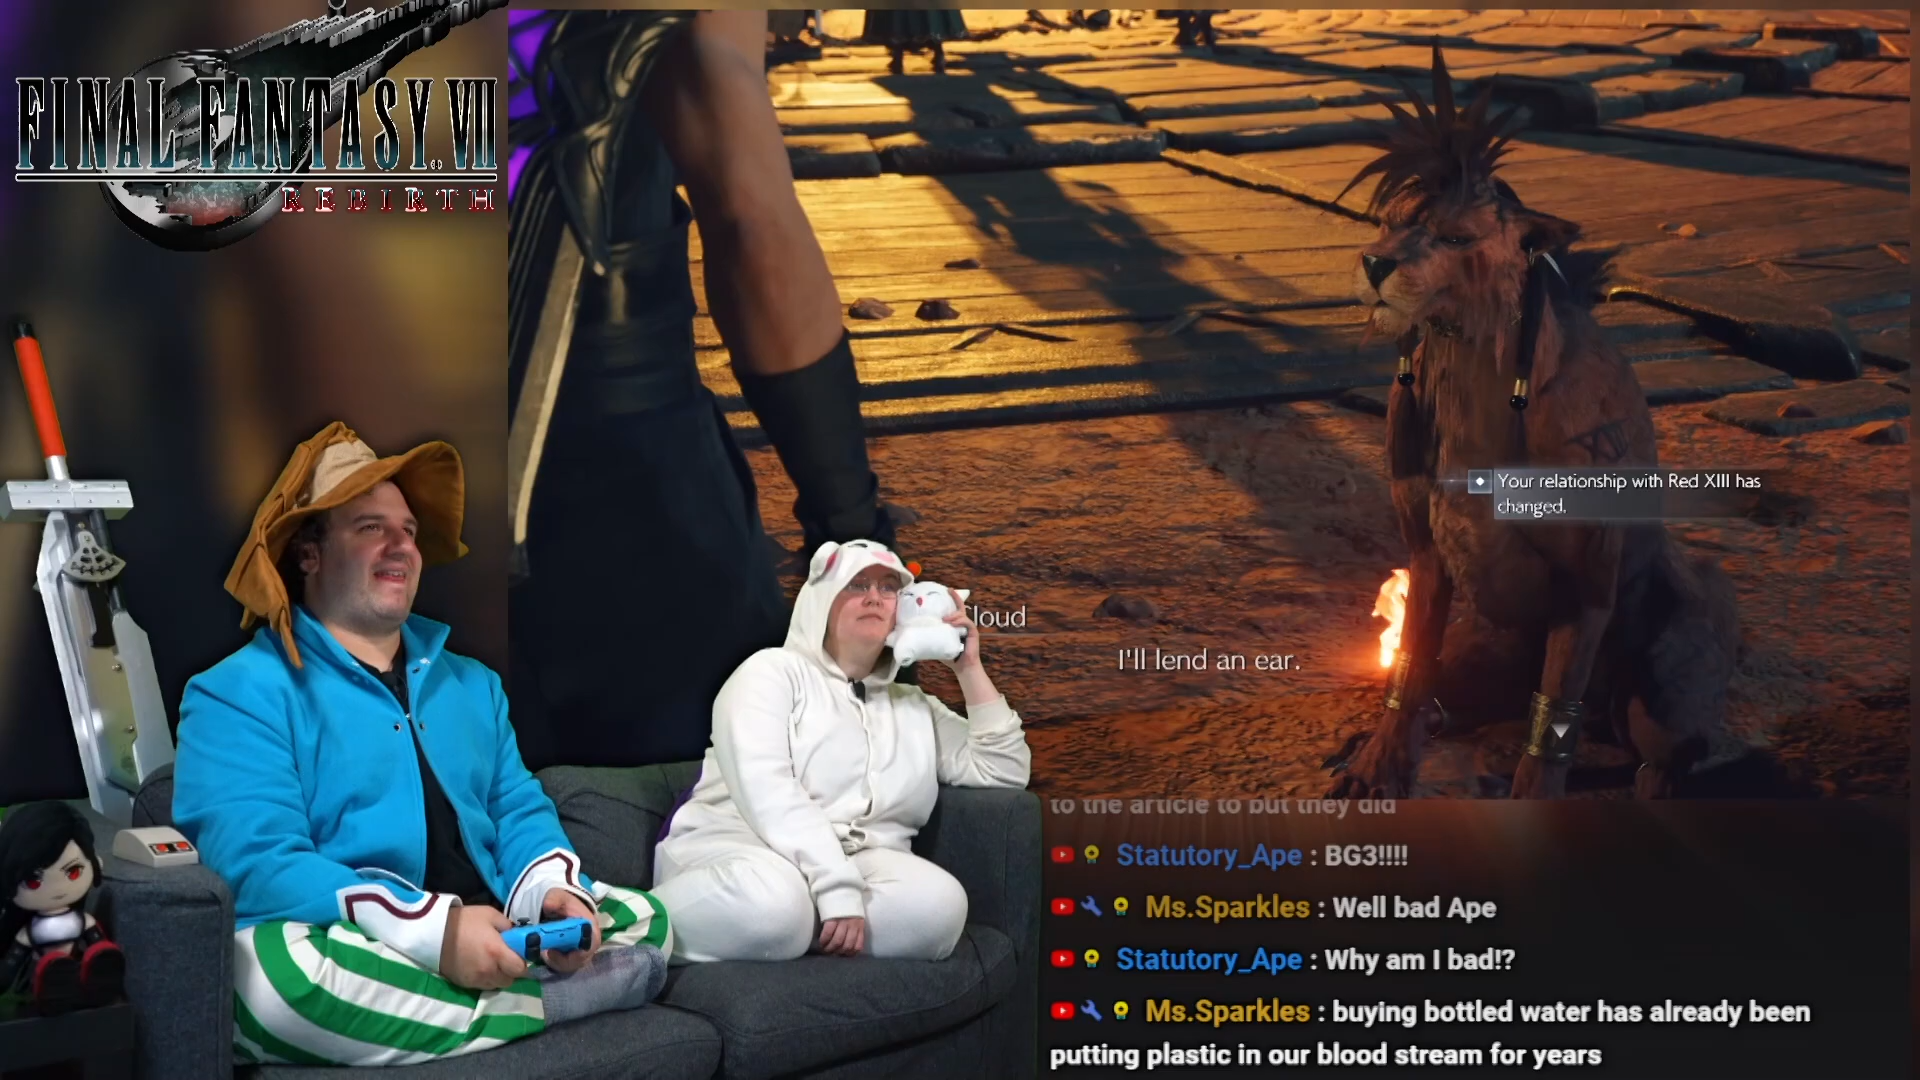 FINAL FANTASY VII
REBIRTH
XIII
Your relationship with Red XIII has
changed.
Cloud
I'll lend an ear.
to the article to but they did
Statutory_Ape : BG3!!!!
Ms.Sparkles : Well bad Ape
Statutory_Ape : Why am I bad!?
Ms.Sparkles : buying bottled water has already been
putting plastic in our blood stream for years